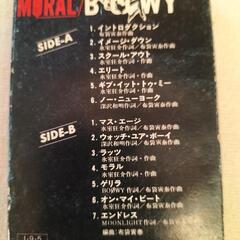 MORAL BOØWY
SIDE-A
1・イントロダクション
布袋寅泰作曲
2・イメージ・ダウン
氷室狂介作詞・作曲
3・スクール・アウト
氷室狂介作詞・作曲
4・エリート
氷室狂介作詞・作曲
5・ギブ・イット・トゥ・ミー
氷室狂介作詞・作曲
6・ノー・ニューヨーク
深沢和明作詞/布袋寅泰作曲
SIDE-B
1・マス・エージ
氷室狂介作詞/布袋寅泰作曲
2・ウォッチ・ユア・ボーイ
深沢和明作詞/布袋寅泰作曲
3・ラッツ
氷室狂介作詞・作曲
4・モラル
氷室狂介作詞/布袋寅泰作曲
5・ゲリラ
BOØWY作詞/布袋寅泰作曲
6・オン・マイ・ビート
氷室狂介作詞/布袋寅泰作曲
7・エンドレス
MOONLIGHT作詞/布袋寅泰作曲
編曲：布袋寅泰